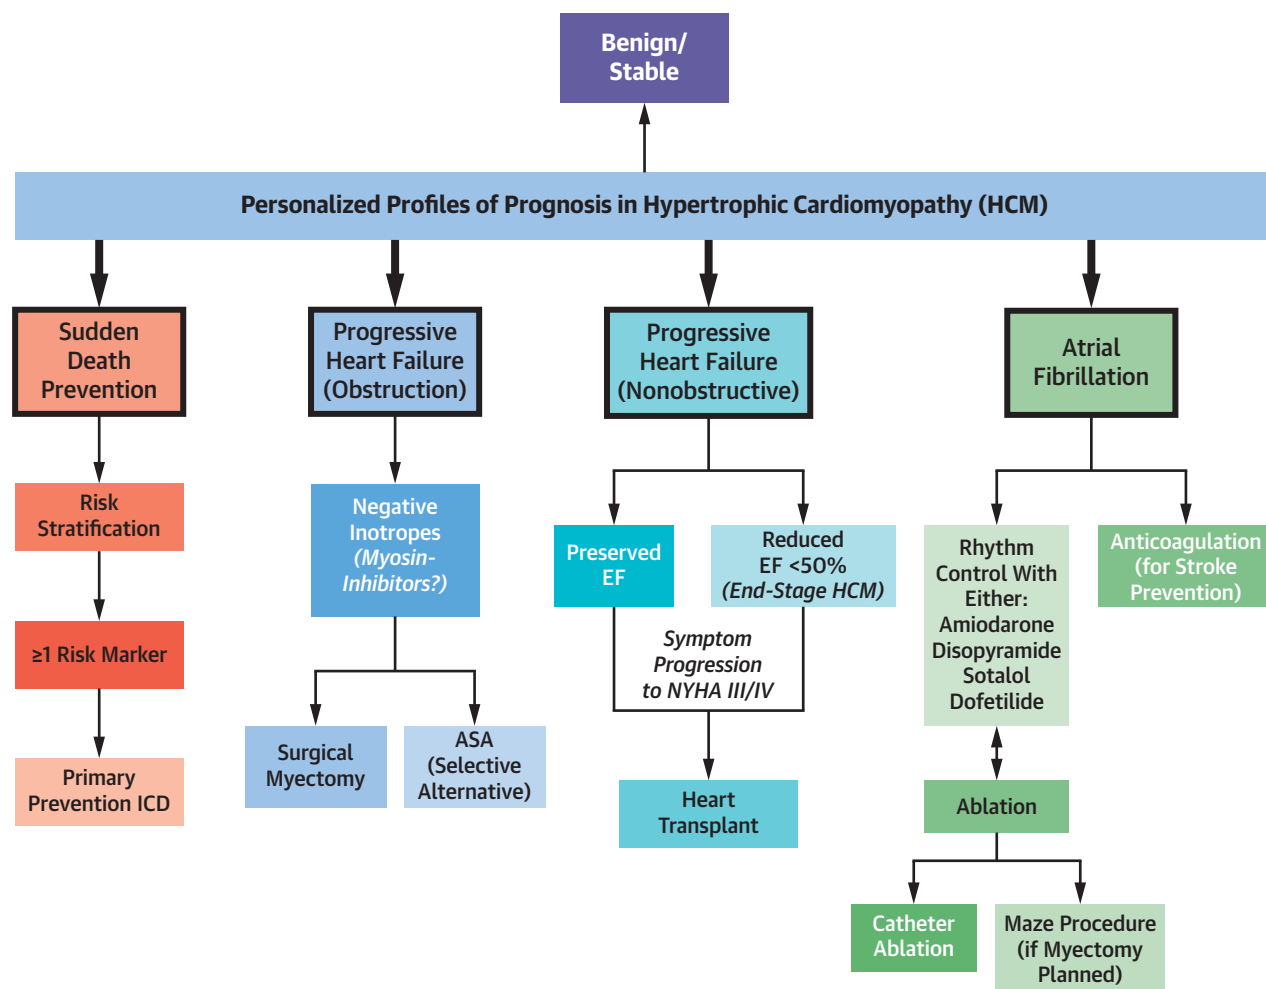 Benign/
Stable
Personalized Profiles of Prognosis in Hypertrophic Cardiomyopathy (HCM)
Sudden
Death
Prevention
Risk
Stratification
≥1 Risk Marker
Primary
Prevention ICD
Progressive
Heart Failure
(Obstruction)
Negative
Inotropes
(Myosin-
Inhibitors?)
Surgical
Myectomy
ASA
(Selective
Alternative)
Progressive
Heart Failure
(Nonobstructive)
Preserved
EF
Reduced
EF <50%
(End-Stage HCM)
Symptom
Progression
to NYHA III/IV
Heart
Transplant
Atrial
Fibrillation
Rhythm
Control With
Either:
Amiodarone
Disopyramide
Sotalol
Dofetilide
Anticoagulation
(for Stroke
Prevention)
Ablation
Catheter
Ablation
Maze Procedure
(if Myectomy
Planned)